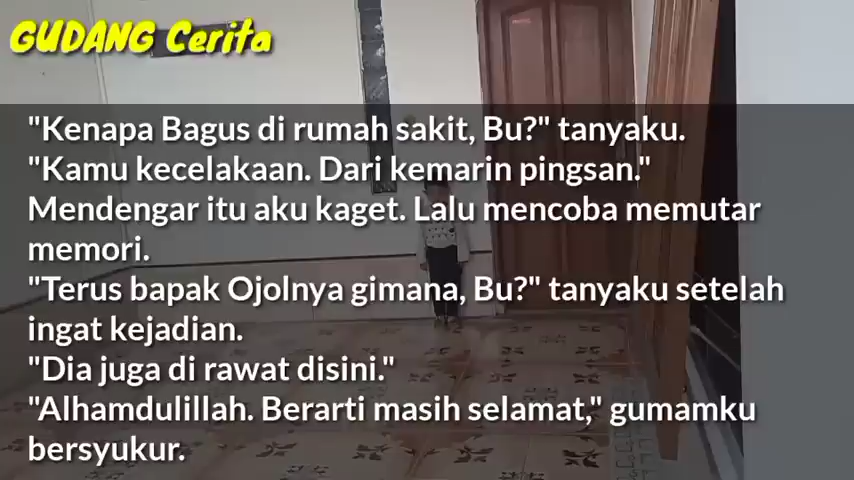 GUDANG Cerita
"Kenapa Bagus di rumah sakit, Bu?" tanyaku.
"Kamu kecelakaan. Dari kemarin pingsan."
Mendengar itu aku kaget. Lalu mencoba memutar
memori.
"Terus bapak Ojolnya gimana, Bu?" tanyaku setelah
ingat kejadian.
"Dia juga di rawat disini."
"Alhamdulillah. Berarti masih selamat," gumamku
bersyukur.